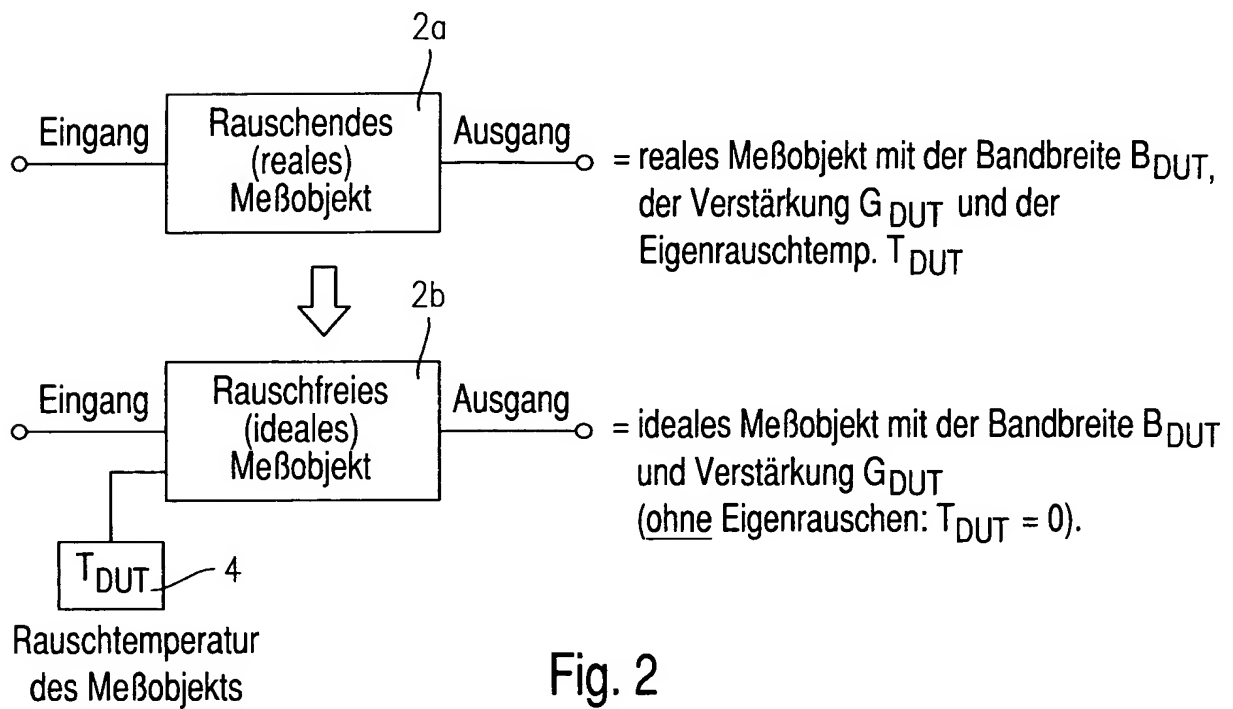 2a
Eingang
Rauschendes
(reales)
Meßobjekt
Ausgang
= reales Meßobjekt mit der Bandbreite B_DUT,
der Verstärkung G_DUT und der
Eigenrauschtemp. T_DUT
2b
Eingang
Rauschfreies
(ideales)
Meßobjekt
Ausgang
= ideales Meßobjekt mit der Bandbreite B_DUT
und Verstärkung G_DUT
(ohne Eigenrauschen: T_DUT = 0).
T_DUT
4
Rauschtemperatur
des Meßobjekts
Fig. 2